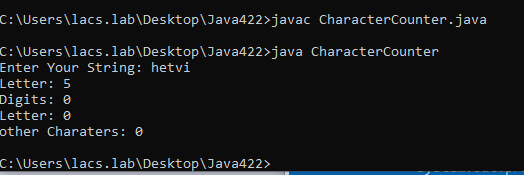 C:\Users\lacs.lab\Desktop\Java422>javac CharacterCounter.java
C:\Users\lacs.lab\Desktop\Java422>java CharacterCounter
Enter Your String: hetvi
Letter: 5
Digits: 0
Letter: 0
other Charaters: 0
C:\Users\lacs.lab\Desktop\Java422>